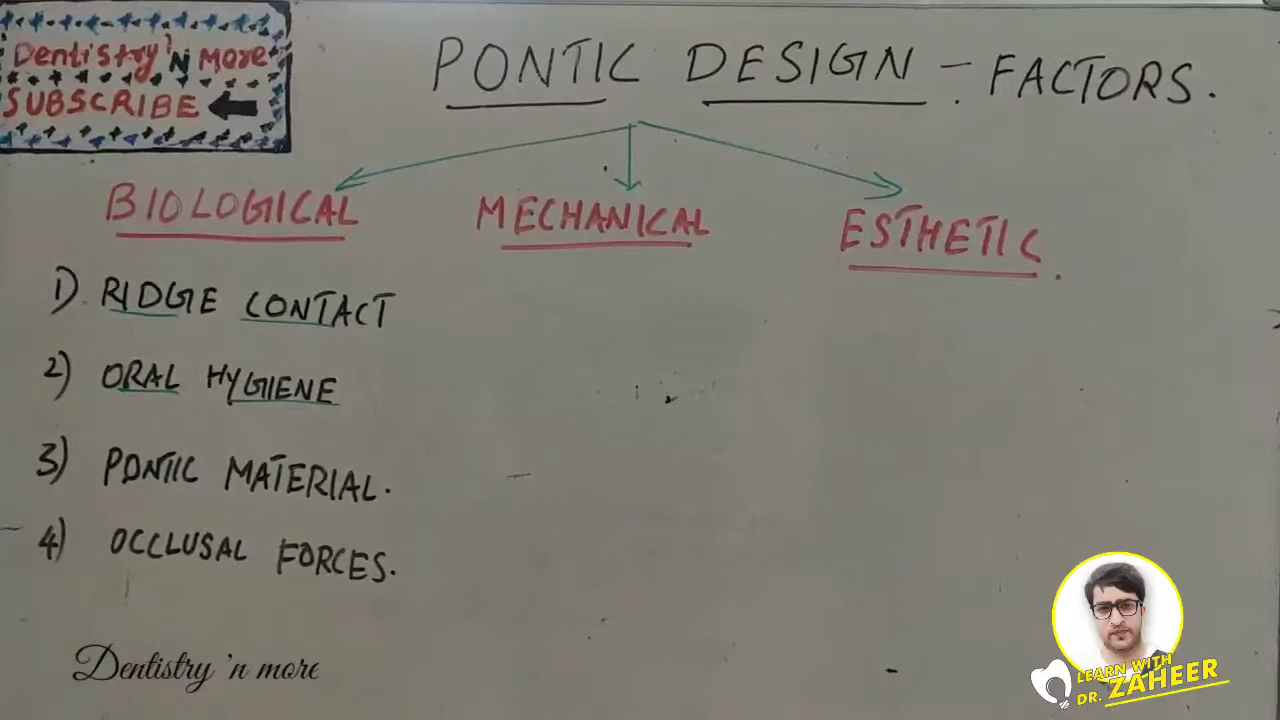 Dentistry 'N More
SUBSCRIBE
PONTIC DESIGN - FACTORS.
BIOLOGICAL
MECHANICAL
ESTHETIC.
1) RIDGE CONTACT
2) ORAL HYGIENE
3) PONTIC MATERIAL.
4) OCCLUSAL FORCES.
Dentistry 'n more
LEARN WITH
DR. ZAHEER